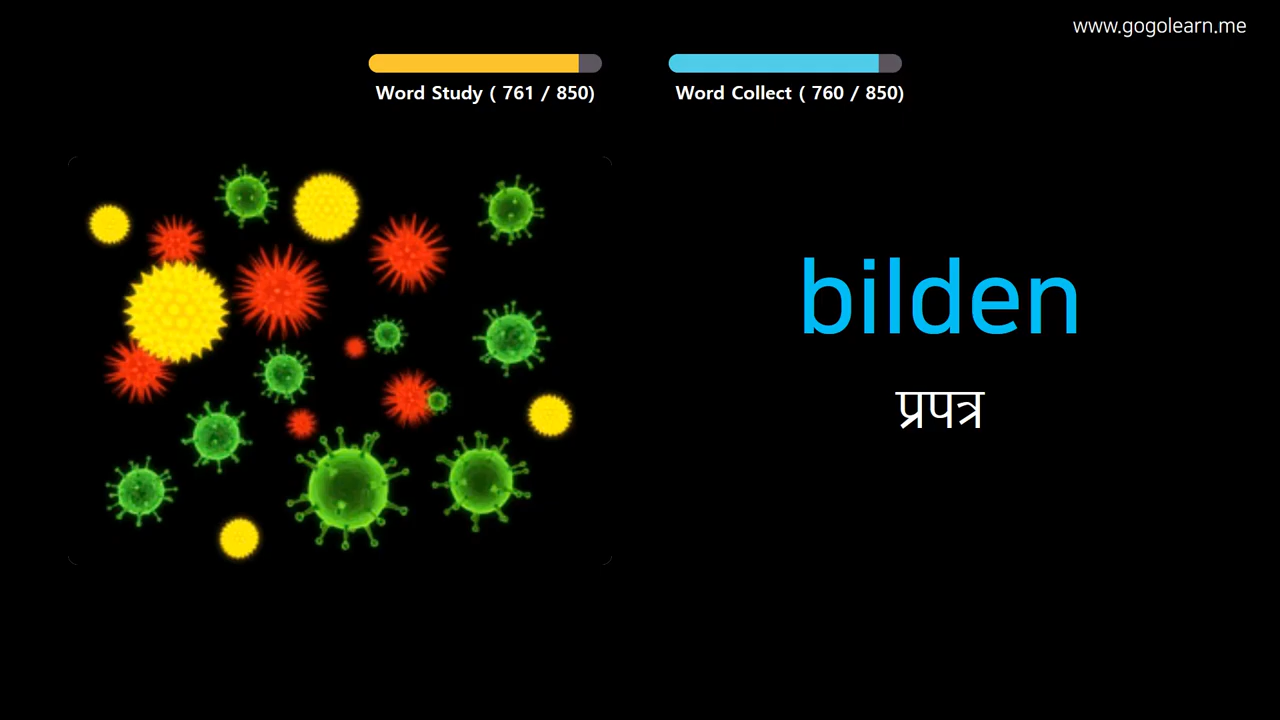 www.gogolearn.me
Word Study ( 761 / 850)
Word Collect ( 760 / 850)
bilden
प्रपत्र